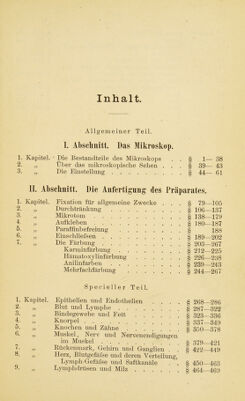 Inhalt.
Allgemeiner Teil.
I. Abschnitt. Das Mikroskop.
1. Kapitel. Die Bestandteile des Mikroskops . . . § 1— 38
2. „ Über das mikroskopische Sehen . . . § 39— 43
3. „ Die Einstellung . . . § 44— 61
II. Abschnitt. Die Anfertigung des Präparates.
1. Kapitel. Fixation für allgemeine Zwecke . . . § 79—105
2. „ Durchtränkung . . . § 106—137
3. „ Mikrotom . . . § 138—179
4. „ Aufkleben . . . § 180—187
5. „ Paraffinbefreiung . . . § 188
6. „ Einschließen . . . § 189—202
7. „ Die Färbung . . . § 203—267
Karminfärbung . . . § 212—225
Hämatoxylinfärbung . . . § 226—238
Anilinfarben . . . § 239—243
Mehrfachfärbung . . . § 244—267
Spezieller Teil.
1. Kapitel. Epithelien und Endothelien . . . § 268—286
2. „ Blut und Lymphe . . . § 287—322
3. „ Bindegewebe und Fett . . . § 323—336
4. „ Knorpel . . . § 337—349
5. „ Knochen und Zähne . . . § 350—378
6. „ Muskel, Nerv und Nervenendigungen
im Muskel . . . § 379—421
7. „ Rückenmark, Gehirn und Ganglien . . . § 422—449
8. „ Herz, Blutgefäße und deren Verteilung,
Lymph-Gefäße und Follikel . . . § 450—463
9. „ Lymphdrüsen und Milz . . . § 464—469